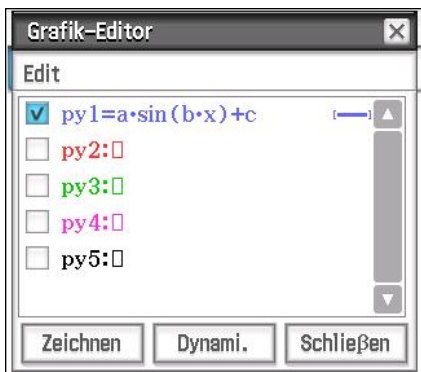 Grafik-Editor
Edit
py1=a·sin(b·x)+c
py2:▯
py3:▯
py4:▯
py5:▯
Zeichnen Dynami. Schließen